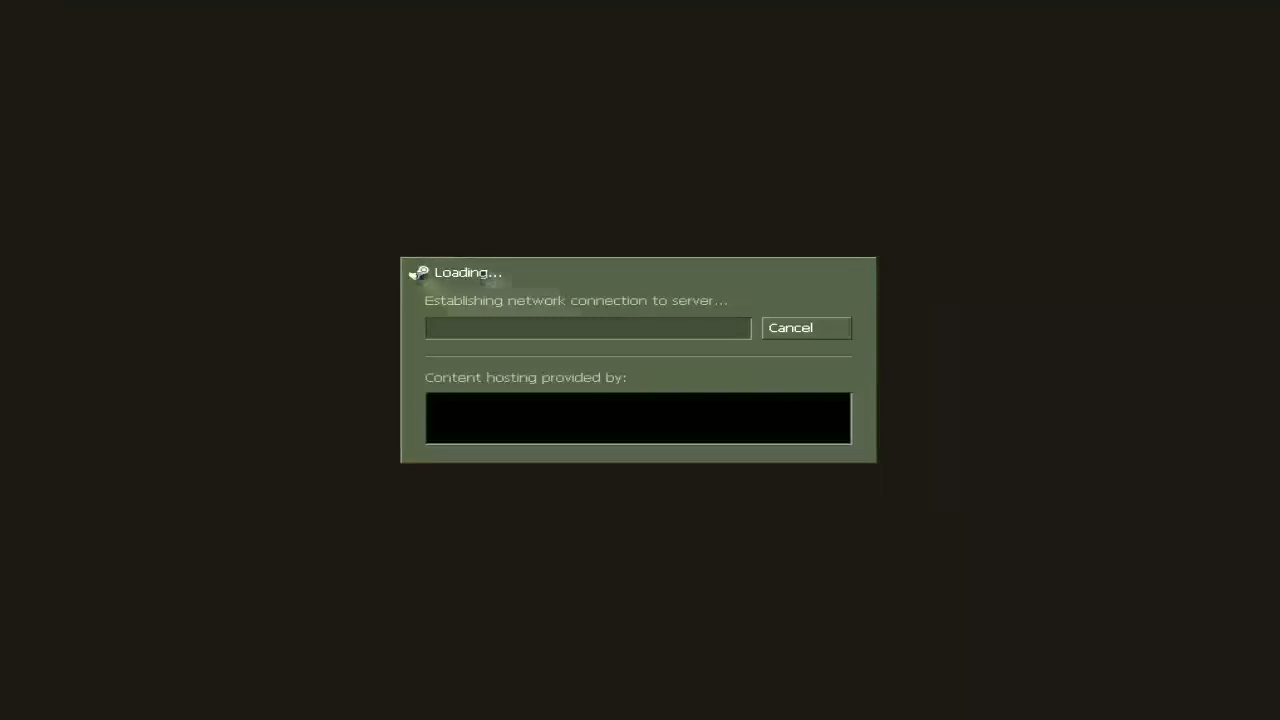 Loading...
Establishing network connection to server...
Cancel
Content hosting provided by: